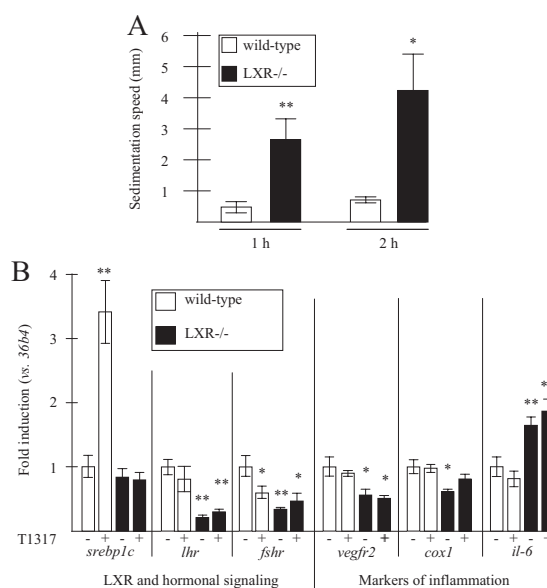 A
Sedimentation speed (mm)
6
5
4
3
2
1
wild-type
LXR-/-
**
*
1 h
2 h
B
Fold induction (vs. 36b4)
4
3
2
1
wild-type
LXR-/-
**
** **
* ** *
* *
*
** *
T1317 - + - + - + - + - + - + - + - + - + - + - + -
srebp1c lhr fshr vegfr2 cox1 il-6
LXR and hormonal signaling Markers of inflammation